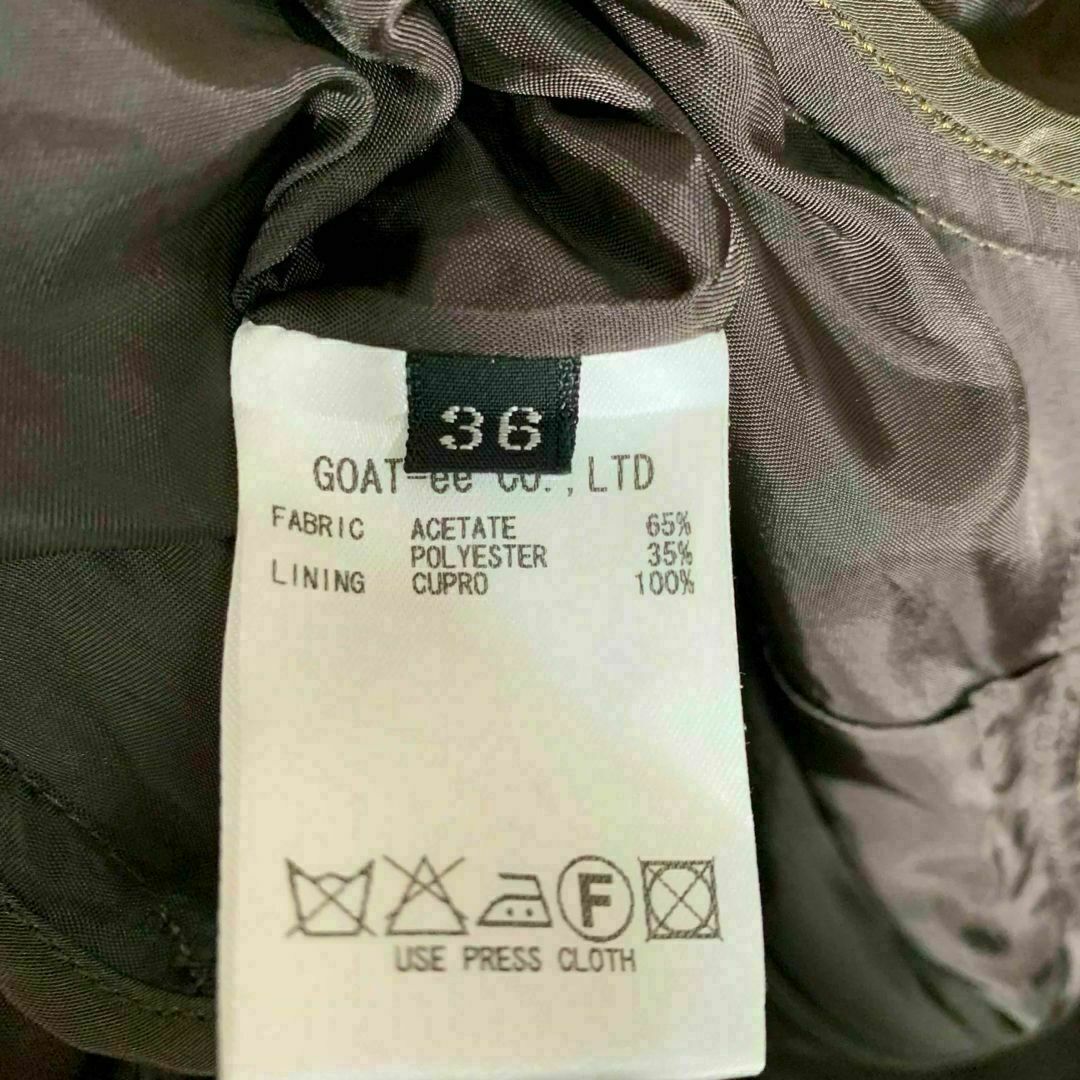 36
GOAT-ee CO., LTD
FABRIC ACETATE 65%
POLYESTER 35%
LINING CUPRO 100%
F
USE PRESS CLOTH